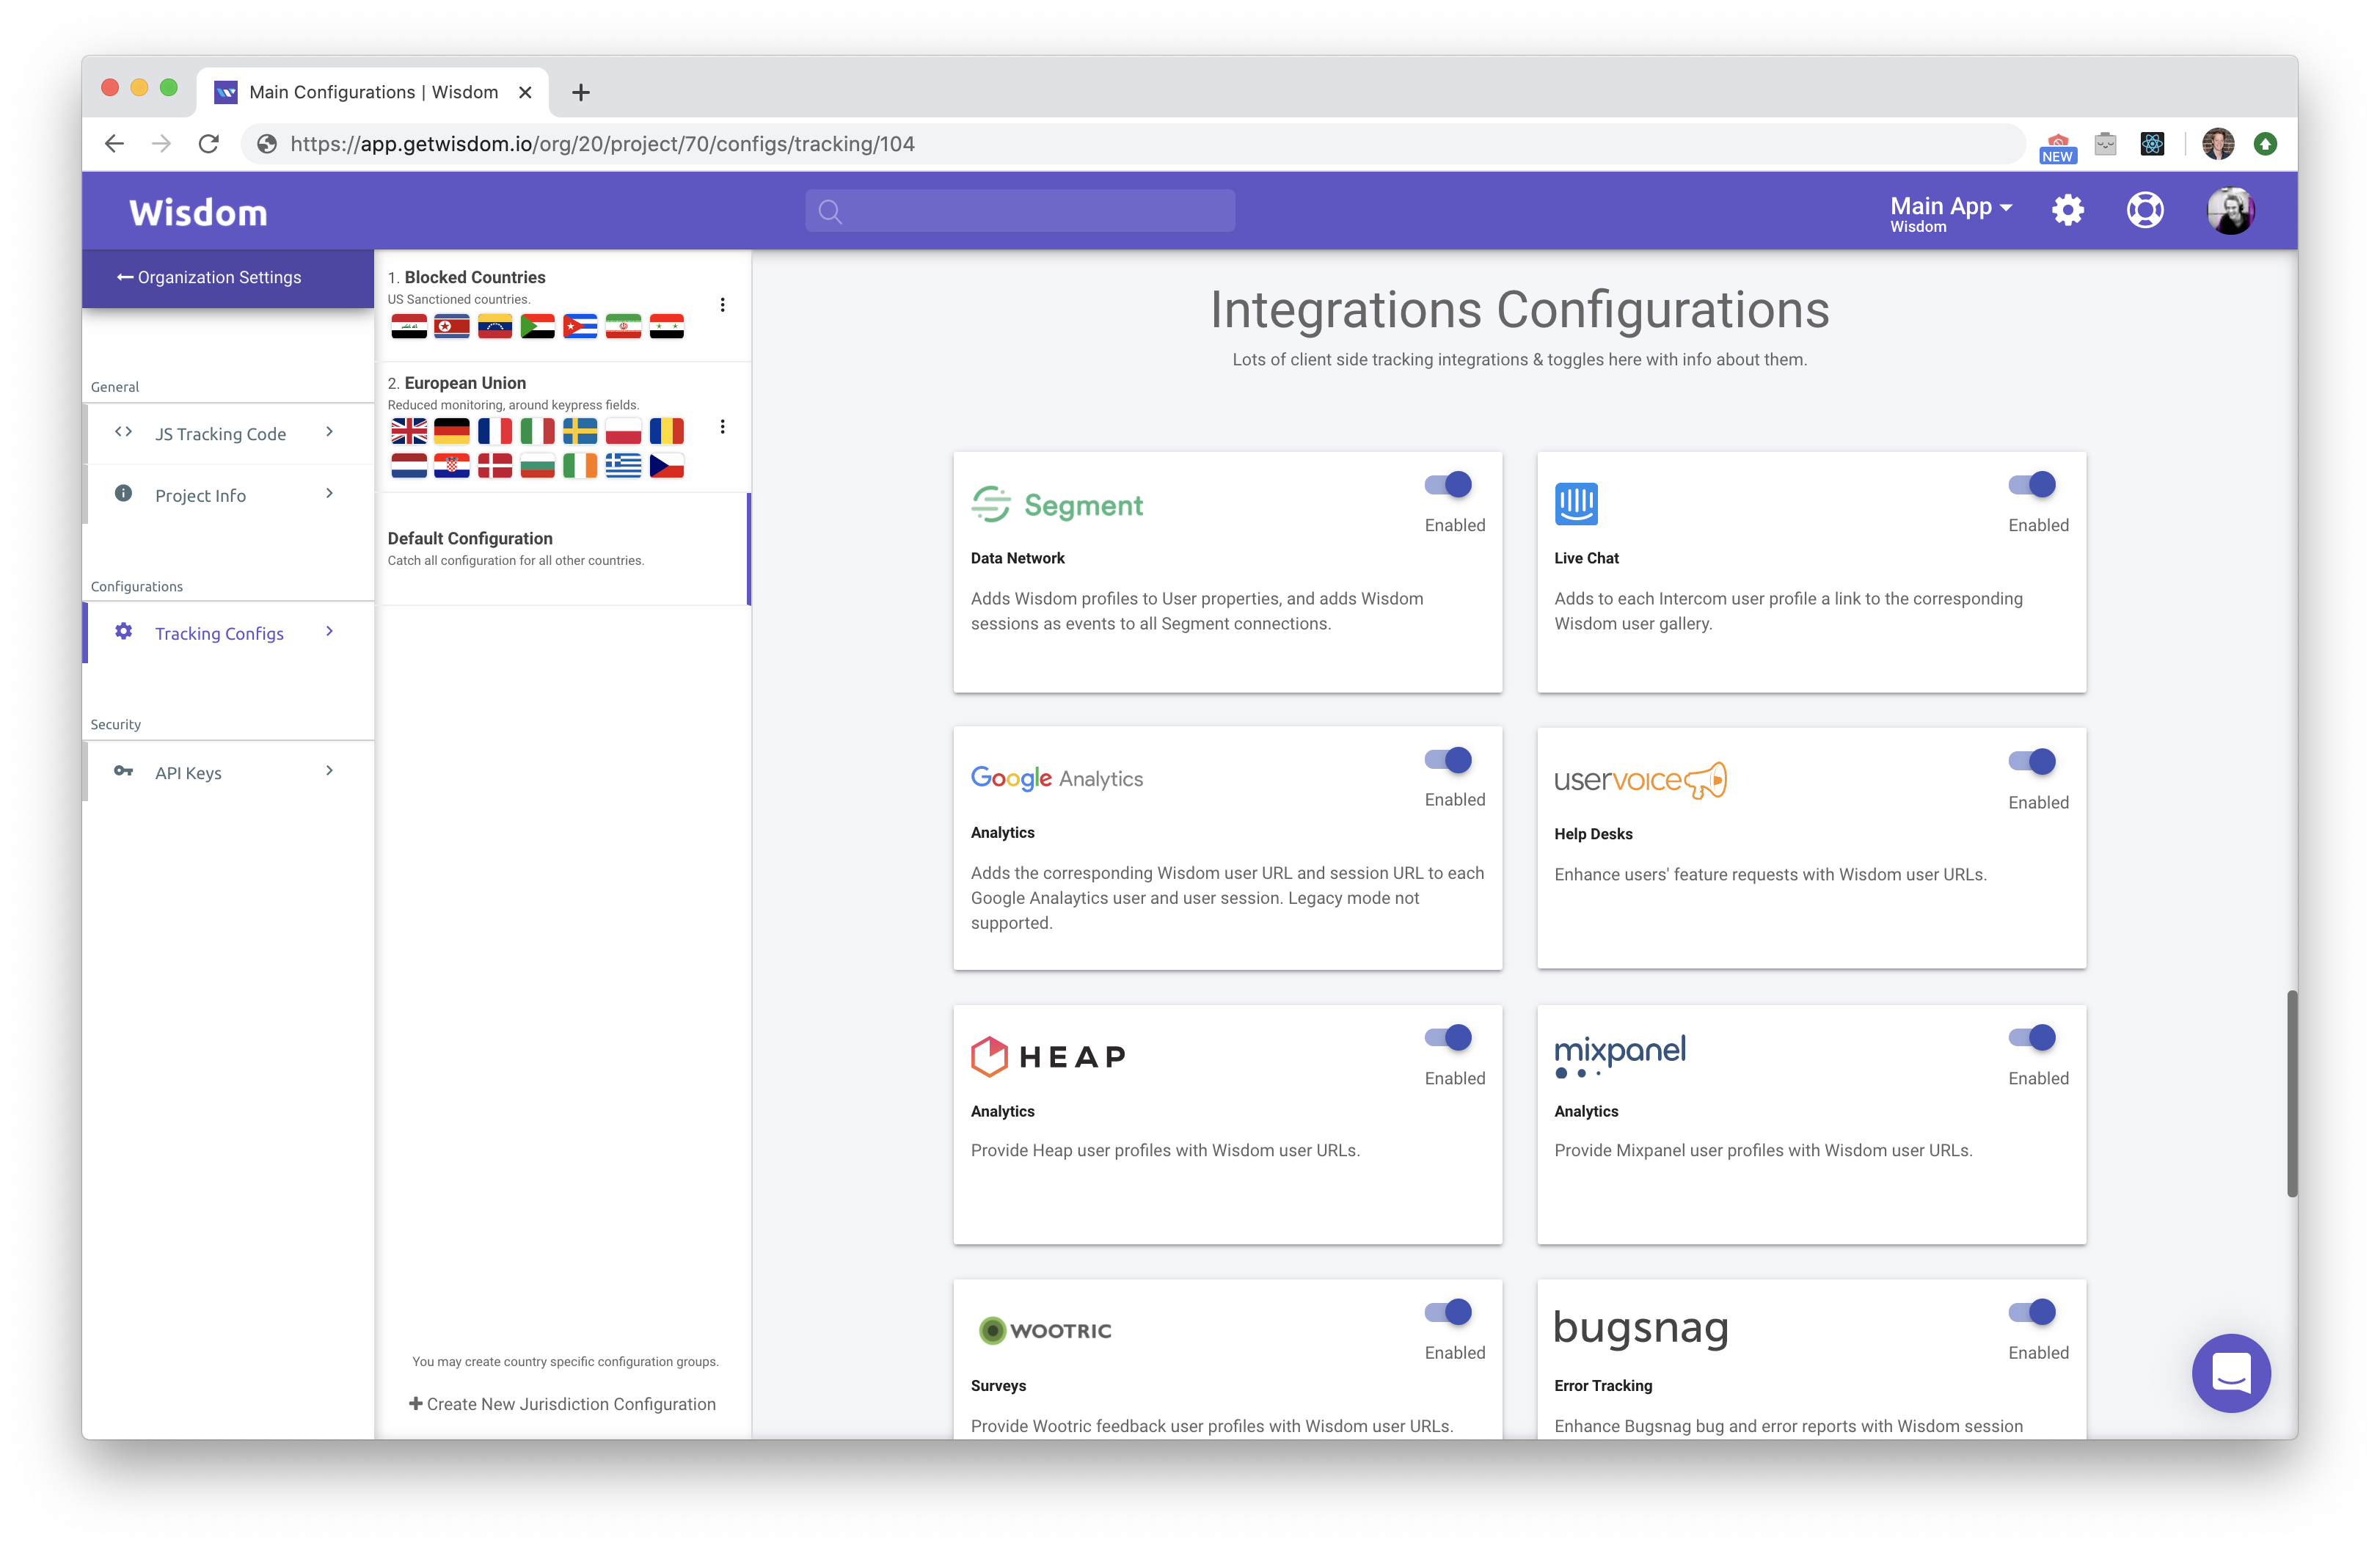 Main Configurations | Wisdom
https://app.getwisdom.io/org/20/project/70/configs/tracking/104
NEW
Wisdom
Main App
Wisdom
Organization Settings
General
JS Tracking Code
Project Info
Configurations
Tracking Configs
Security
API Keys
1. Blocked Countries
US Sanctioned countries.
2. European Union
Reduced monitoring, around keypress fields.
Default Configuration
Catch all configuration for all other countries.
You may create country specific configuration groups.
Create New Jurisdiction Configuration
Integrations Configurations
Lots of client side tracking integrations & toggles here with info about them.
Segment
Enabled
Data Network
Adds Wisdom profiles to User properties, and adds Wisdom
sessions as events to all Segment connections.
Enabled
Live Chat
Adds to each Intercom user profile a link to the corresponding
Wisdom user gallery.
Google Analytics
Enabled
Analytics
Adds the corresponding Wisdom user URL and session URL to each
Google Analaytics user and user session. Legacy mode not
supported.
uservoice
Enabled
Help Desks
Enhance users' feature requests with Wisdom user URLs.
HEAP
Enabled
Analytics
Provide Heap user profiles with Wisdom user URLs.
mixpanel
Enabled
Analytics
Provide Mixpanel user profiles with Wisdom user URLs.
WOOTRIC
Enabled
Surveys
Provide Wootric feedback user profiles with Wisdom user URLs.
bugsnag
Enabled
Error Tracking
Enhance Bugsnag bug and error reports with Wisdom session